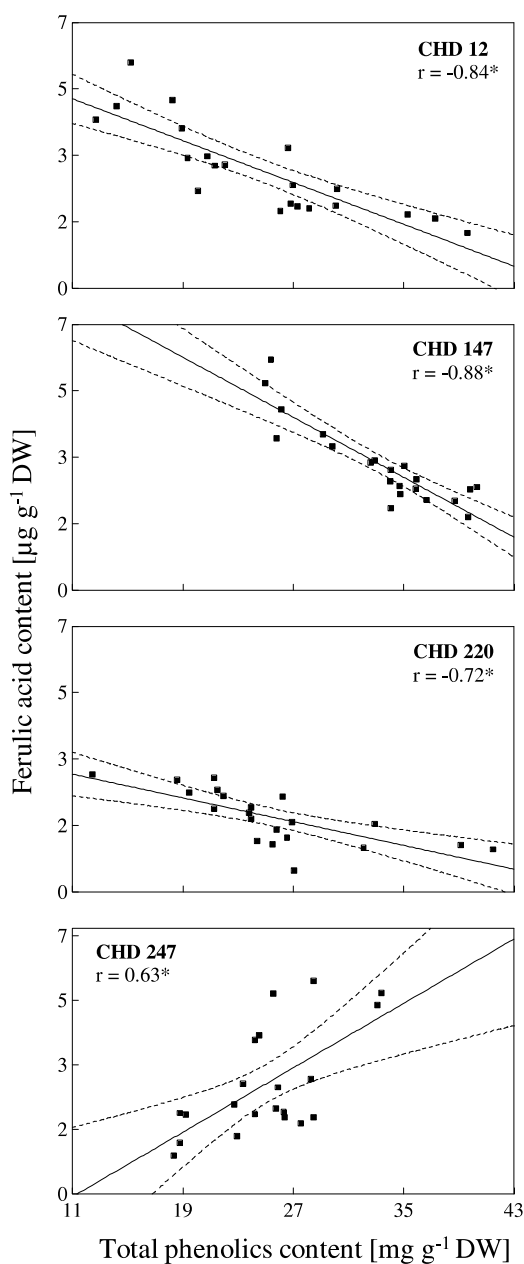 CHD 12
r = -0.84*
7
5
3
2
0
CHD 147
r = -0.88*
7
5
3
2
0
Ferulic acid content [µg g-1 DW]
CHD 220
r = -0.72*
7
5
3
2
0
CHD 247
r = 0.63*
7
5
3
2
0
11 19 27 35 43
Total phenolics content [mg g-1 DW]